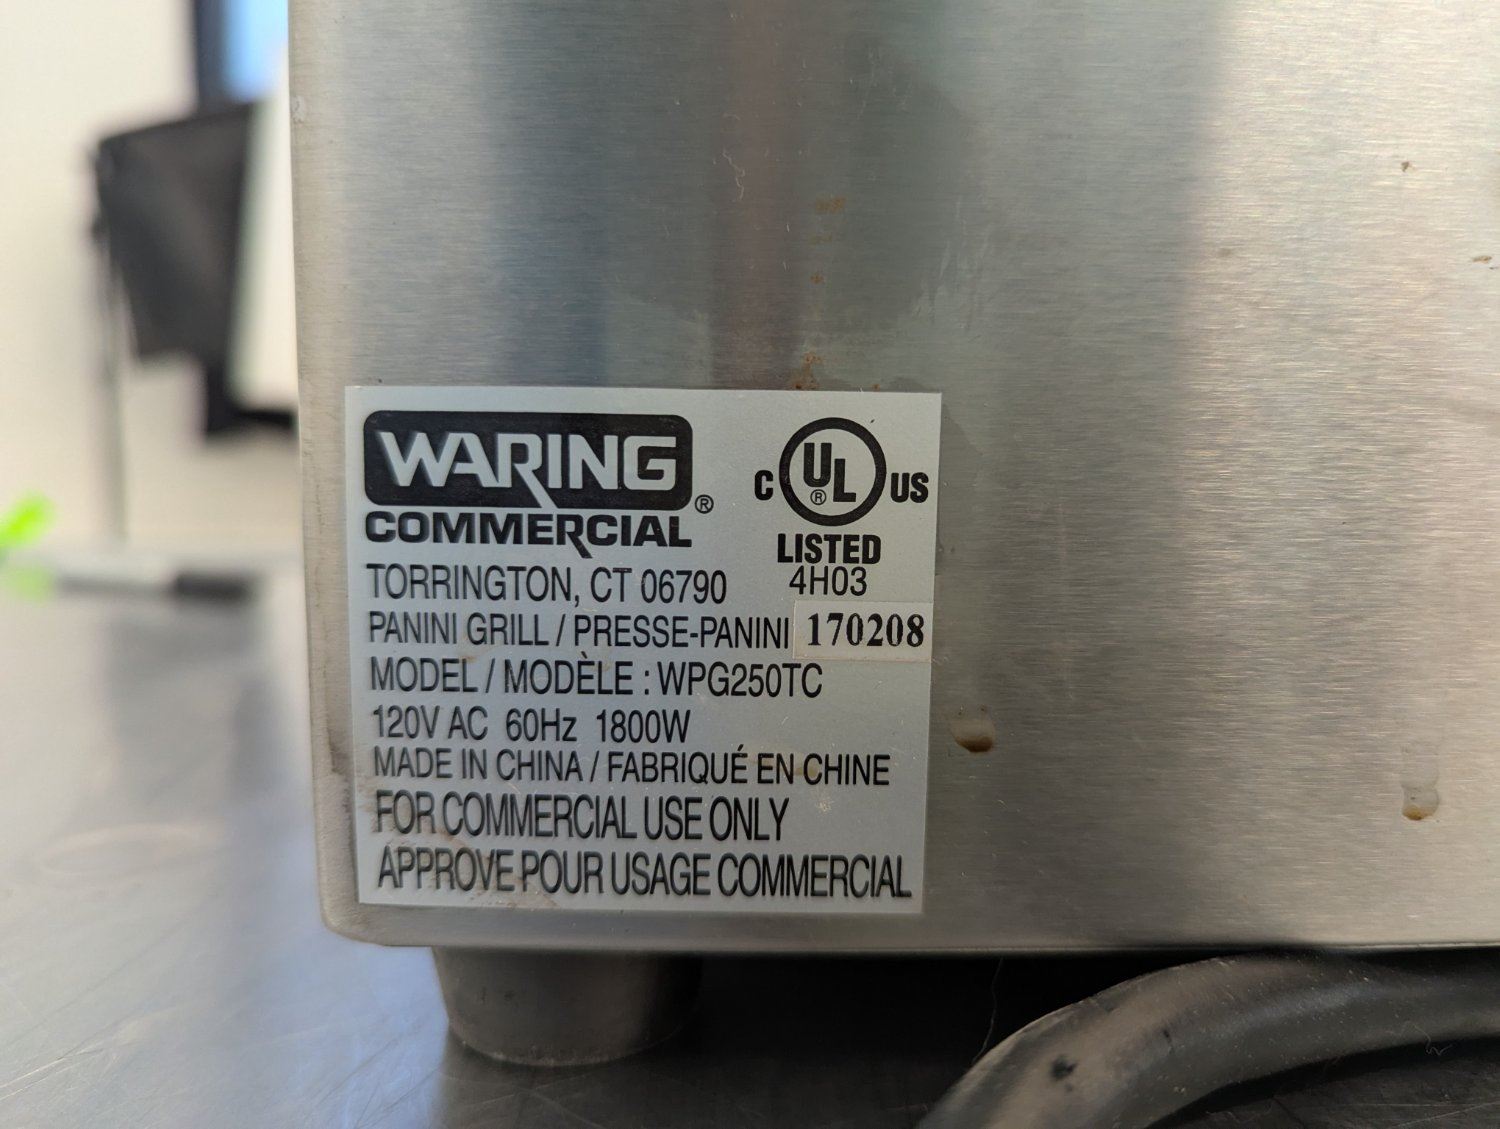 WARING®
COMMERCIAL
C UL® US
LISTED
4H03
TORRINGTON, CT 06790
PANINI GRILL / PRESSE-PANINI 170208
MODEL / MODÈLE : WPG250TC
120V AC 60Hz 1800W
MADE IN CHINA / FABRIQUÉ EN CHINE
FOR COMMERCIAL USE ONLY
APPROVE POUR USAGE COMMERCIAL